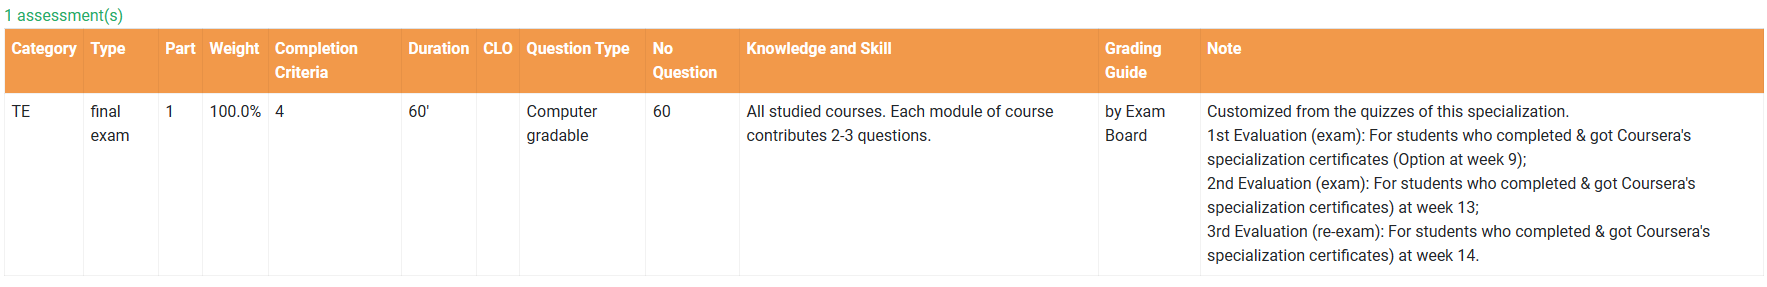 1 assessment(s)
Category Type Part Weight Completion Criteria Duration CLO Question Type No Question Knowledge and Skill Grading Guide Note
TE final exam 1 100.0% 4 60' Computer gradable 60 All studied courses. Each module of course contributes 2-3 questions. by Exam Board Customized from the quizzes of this specialization.
1st Evaluation (exam): For students who completed & got Coursera's
specialization certificates (Option at week 9);
2nd Evaluation (exam): For students who completed & got Coursera's
specialization certificates) at week 13;
3rd Evaluation (re-exam): For students who completed & got Coursera's
specialization certificates) at week 14.